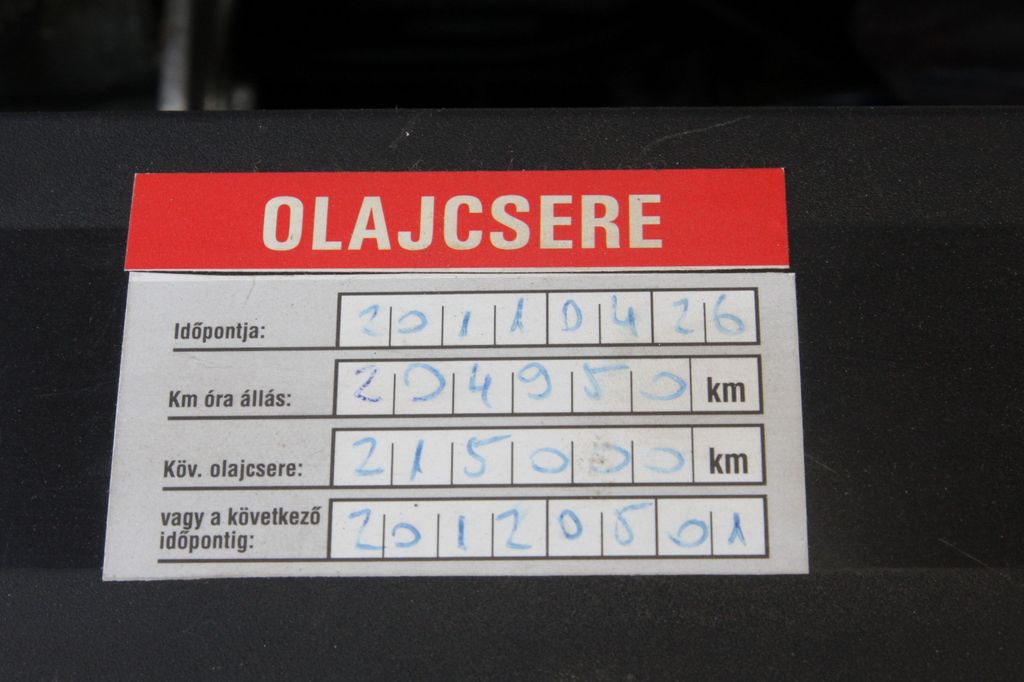 OLAJCSERE
Időpontja: 20110426
Km óra állás: 204950 km
Köv. olajcsere: 215000 km
vagy a következő
időpontig: 20120501